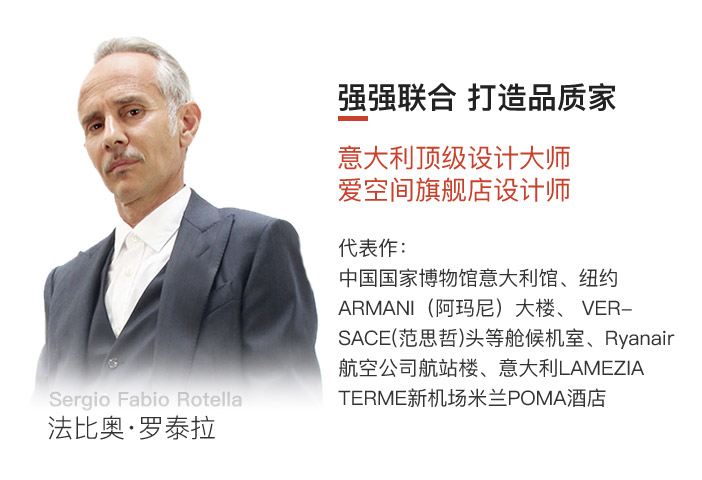 强强联合 打造品质家
意大利顶级设计大师
爱空间旗舰店设计师
代表作：
中国国家博物馆意大利馆、纽约
ARMANI（阿玛尼）大楼、 VER-
SACE(范思哲)头等舱候机室、Ryanair
航空公司航站楼、意大利LAMEZIA
TERME新机场米兰POMA酒店
Sergio Fabio Rotella
法比奥·罗泰拉